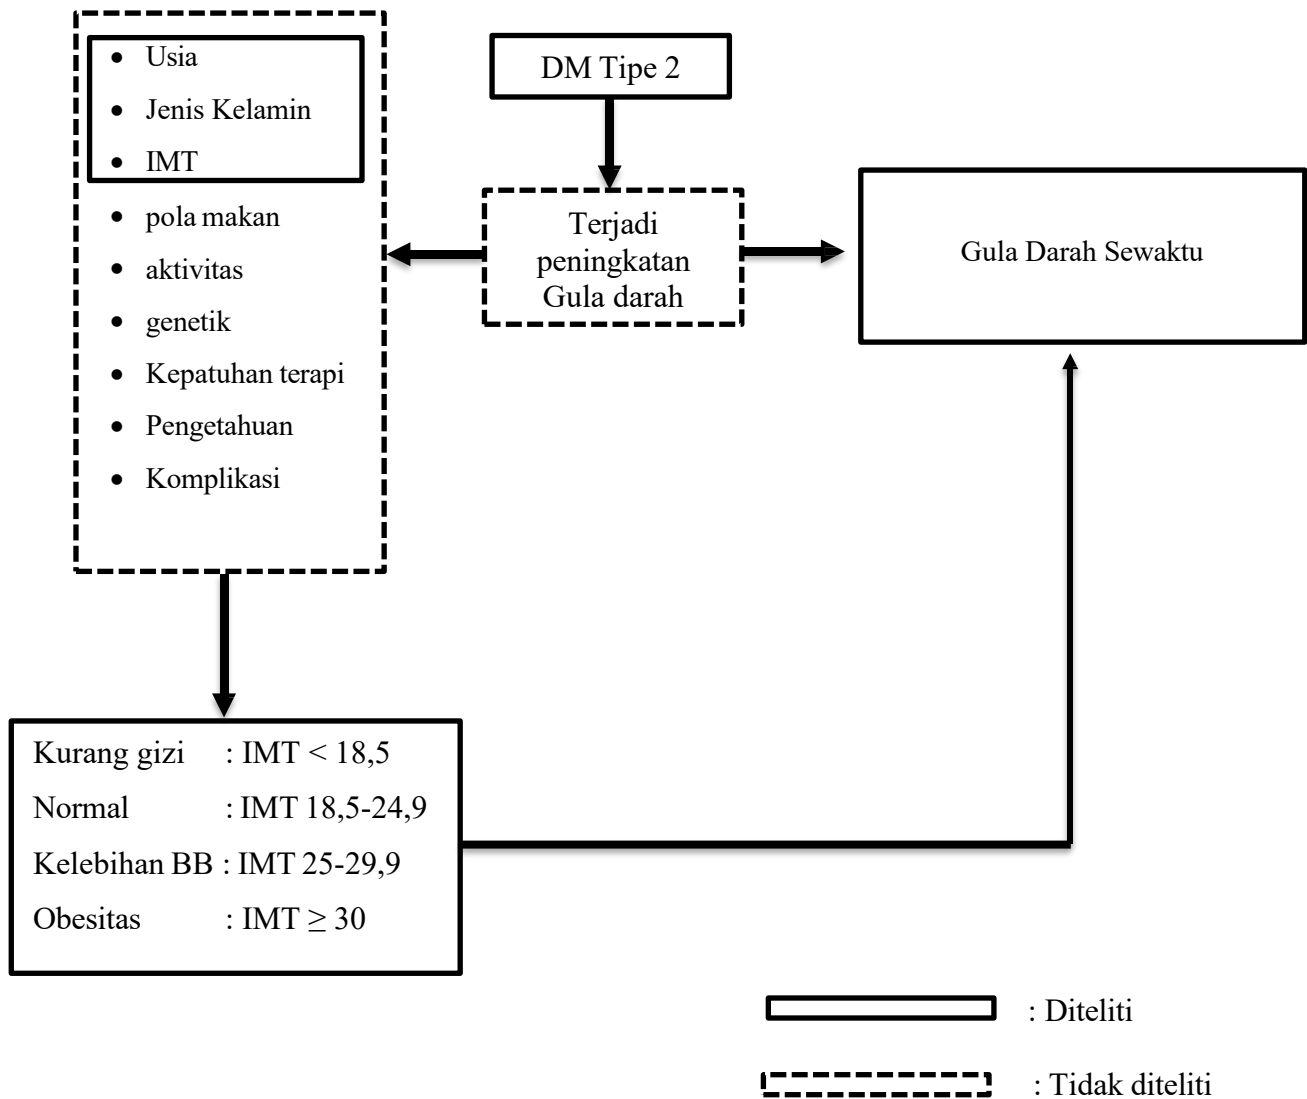 • Usia
• Jenis Kelamin
• IMT
• pola makan
• aktivitas
• genetik
• Kepatuhan terapi
• Pengetahuan
• Komplikasi
DM Tipe 2
Terjadi
peningkatan
Gula darah
Gula Darah Sewaktu
Kurang gizi : IMT < 18,5
Normal : IMT 18,5-24,9
Kelebihan BB : IMT 25-29,9
Obesitas : IMT ≥ 30
: Diteliti
: Tidak diteliti